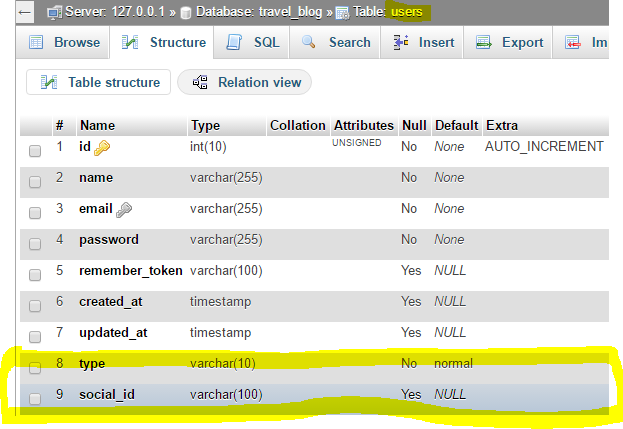 Server: 127.0.0.1 » Database: travel_blog » Table: users
Browse Structure SQL Search Insert Export Im
Table structure Relation view
# Name Type Collation Attributes Null Default Extra
1 id int(10) UNSIGNED No None AUTO_INCREMENT
2 name varchar(255) No None
3 email varchar(255) No None
4 password varchar(255) No None
5 remember_token varchar(100) Yes NULL
6 created_at timestamp Yes NULL
7 updated_at timestamp Yes NULL
8 type varchar(10) No normal
9 social_id varchar(100) Yes NULL